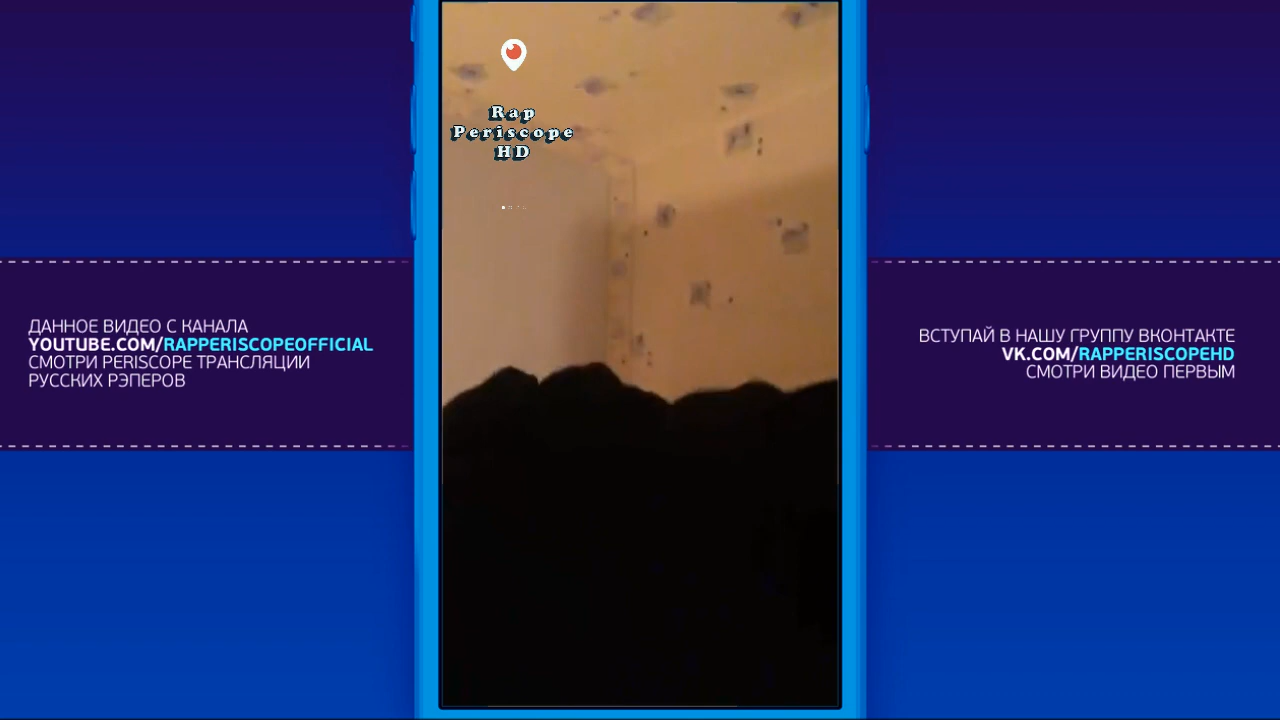 Rap
Periscope
HD
ДАННОЕ ВИДЕО С КАНАЛА
YOUTUBE.COM/RAPPERISCOPEOFFICIAL
СМОТРИ PERISCOPE ТРАНСЛЯЦИИ
РУССКИХ РЭПЕРОВ
ВСТУПАЙ В НАШУ ГРУППУ ВКОНТАКТЕ
VK.COM/RAPPERISCOPEHD
СМОТРИ ВИДЕО ПЕРВЫМ